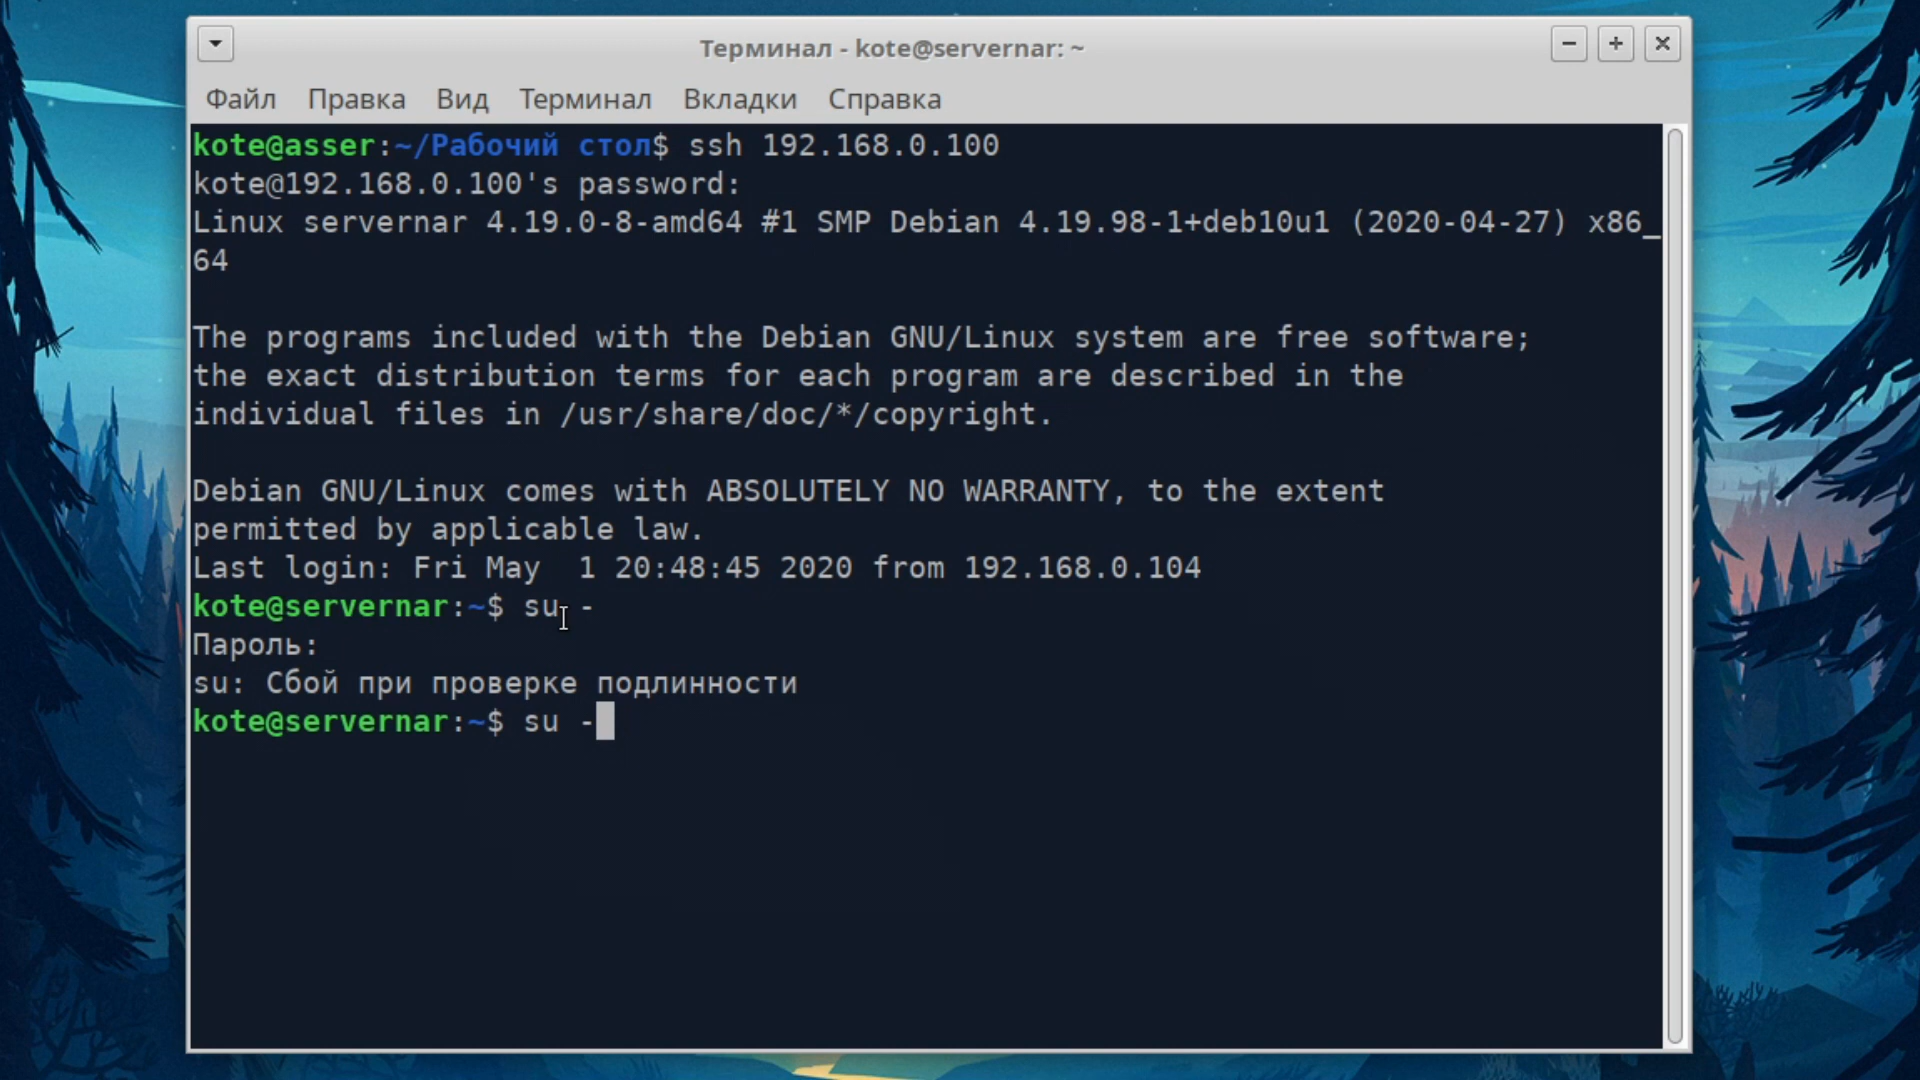 Терминал - kote@servernar: ~
Файл Правка Вид Терминал Вкладки Справка
kote@asser:~/Рабочий стол$ ssh 192.168.0.100
kote@192.168.0.100's password:
Linux servernar 4.19.0-8-amd64 #1 SMP Debian 4.19.98-1+deb10u1 (2020-04-27) x86_
64
The programs included with the Debian GNU/Linux system are free software;
the exact distribution terms for each program are described in the
individual files in /usr/share/doc/*/copyright.
Debian GNU/Linux comes with ABSOLUTELY NO WARRANTY, to the extent
permitted by applicable law.
Last login: Fri May  1 20:48:45 2020 from 192.168.0.104
kote@servernar:~$ su -
Пароль:
su: Сбой при проверке подлинности
kote@servernar:~$ su -